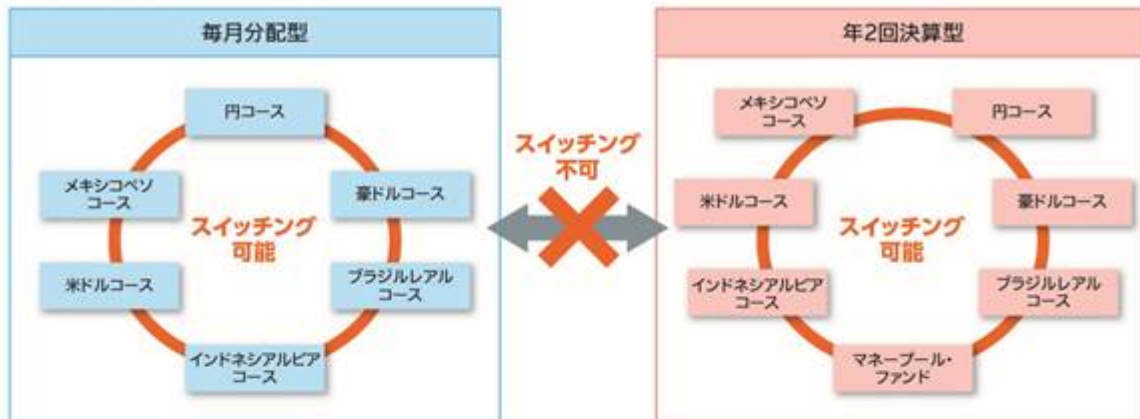 毎月分配型
円コース
メキシコペソ
コース
豪ドルコース
スイッチング
可能
米ドルコース
ブラジルレアル
コース
インドネシアルピア
コース
スイッチング
不可
年2回決算型
メキシコペソ
コース
円コース
米ドルコース
豪ドルコース
スイッチング
可能
インドネシアルピア
コース
ブラジルレアル
コース
マネープール・
ファンド